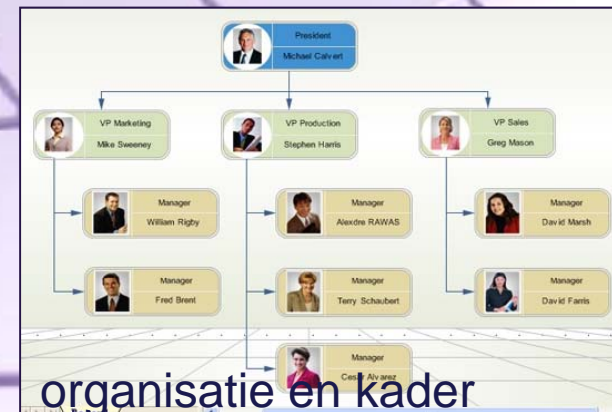 President
Michael Calvert
VP Marketing
Mike Sweeney
VP Production
Stephen Harris
VP Sales
Greg Mason
Manager
William Rigby
Manager
Alexdre RAWAS
Manager
David Marsh
Manager
Fred Brent
Manager
Terry Schaubert
Manager
David Farris
Manager
Cesar Alvarez
organisatie en kader